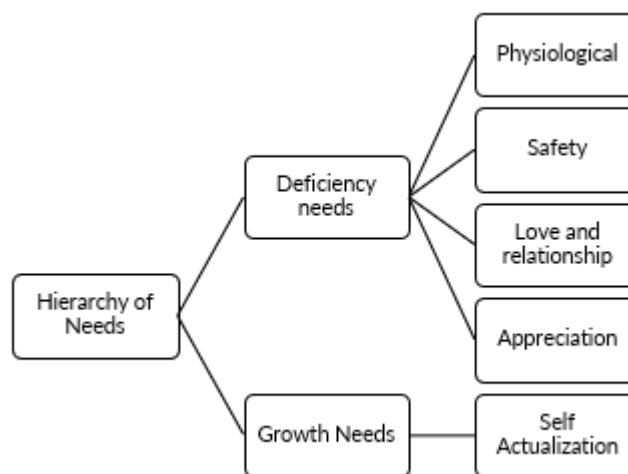 Hierarchy of
Needs
Deficiency
needs
Physiological
Safety
Love and
relationship
Appreciation
Growth Needs
Self
Actualization